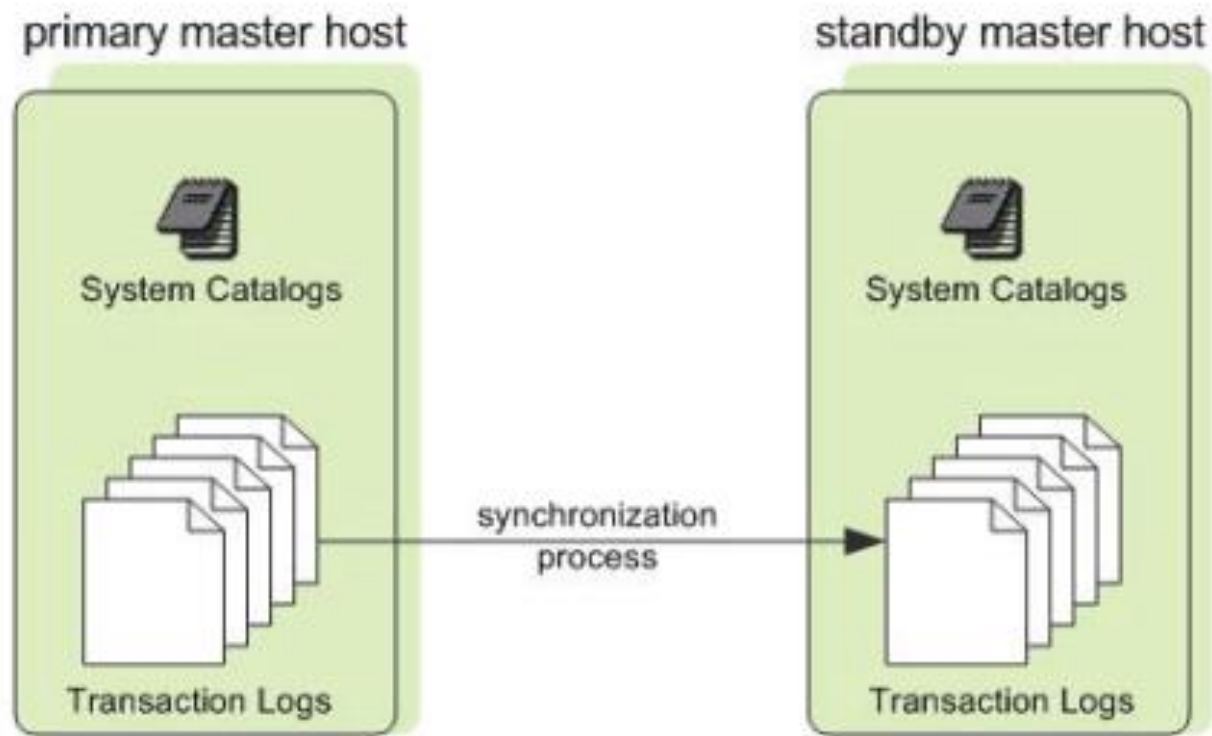 primary master host
standby master host
System Catalogs
System Catalogs
synchronization
process
Transaction Logs
Transaction Logs